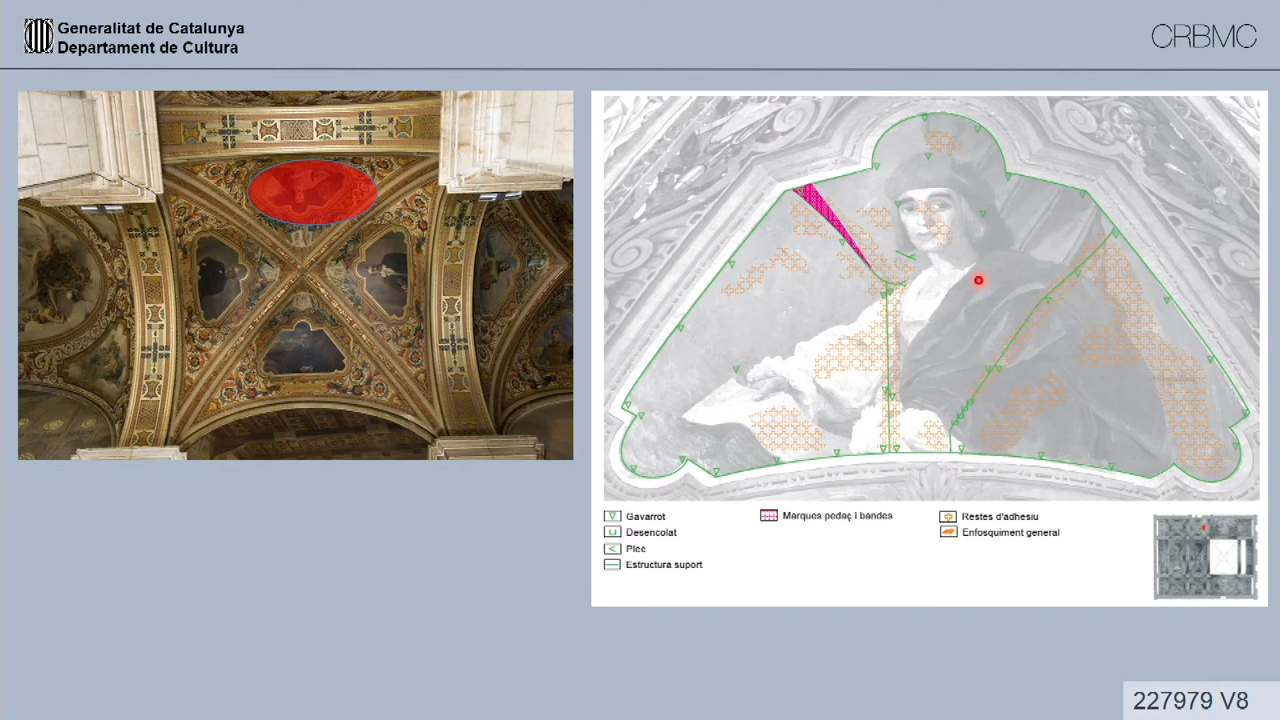 Generalitat de Catalunya
Departament de Cultura
CRBMC
Gavarrot
Desencolat
Plec
Estructura suport
Marques pedaç i bandes
Restes d'adhesiu
Enfosquiment general
227979 V8